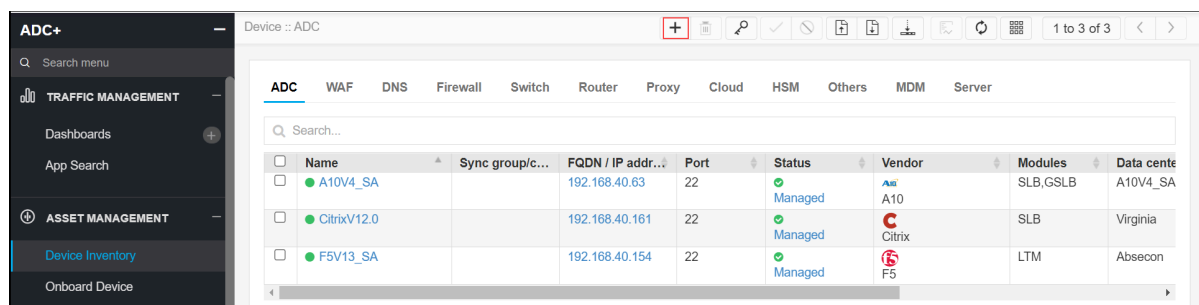 ADC+
Device :: ADC
1 to 3 of 3
Search menu
TRAFFIC MANAGEMENT
Dashboards
App Search
ASSET MANAGEMENT
Device Inventory
Onboard Device
ADC WAF DNS Firewall Switch Router Proxy Cloud HSM Others MDM Server
Search...
Name Sync group/c... FQDN / IP addr... Port Status Vendor Modules Data cente
A10V4_SA 192.168.40.63 22 Managed A10 SLB,GSLB A10V4_SA
CitrixV12.0 192.168.40.161 22 Managed Citrix SLB Virginia
F5V13_SA 192.168.40.154 22 Managed F5 LTM Absecon